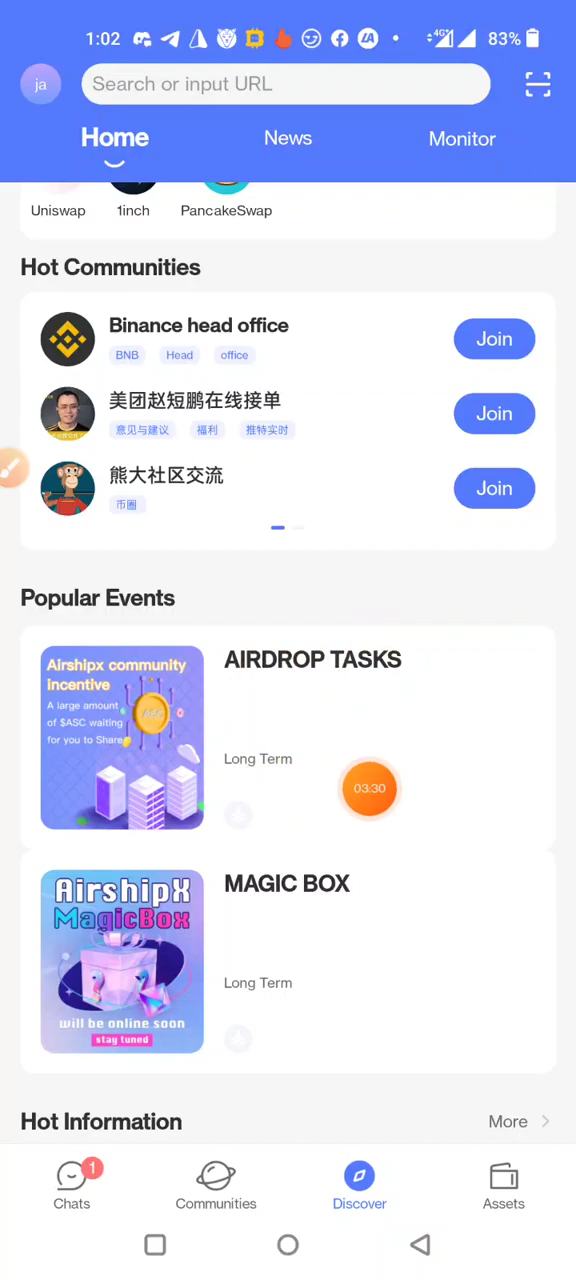 1:02
4G
83%
ja
Search or input URL
Home
News
Monitor
Uniswap
1inch
PancakeSwap
Hot Communities
Binance head office
BNB
Head
office
Join
美团赵短鹏在线接单
意见与建议
福利
推特实时
Join
熊大社区交流
币圈
Join
Popular Events
Airshipx community
incentive
A large amount
of $ASC waiting
for you to Share
AIRDROP TASKS
Long Term
03:30
AirshipX
MagicBox
will be online soon
stay tuned
MAGIC BOX
Long Term
Hot Information
More
1
Chats
Communities
Discover
Assets